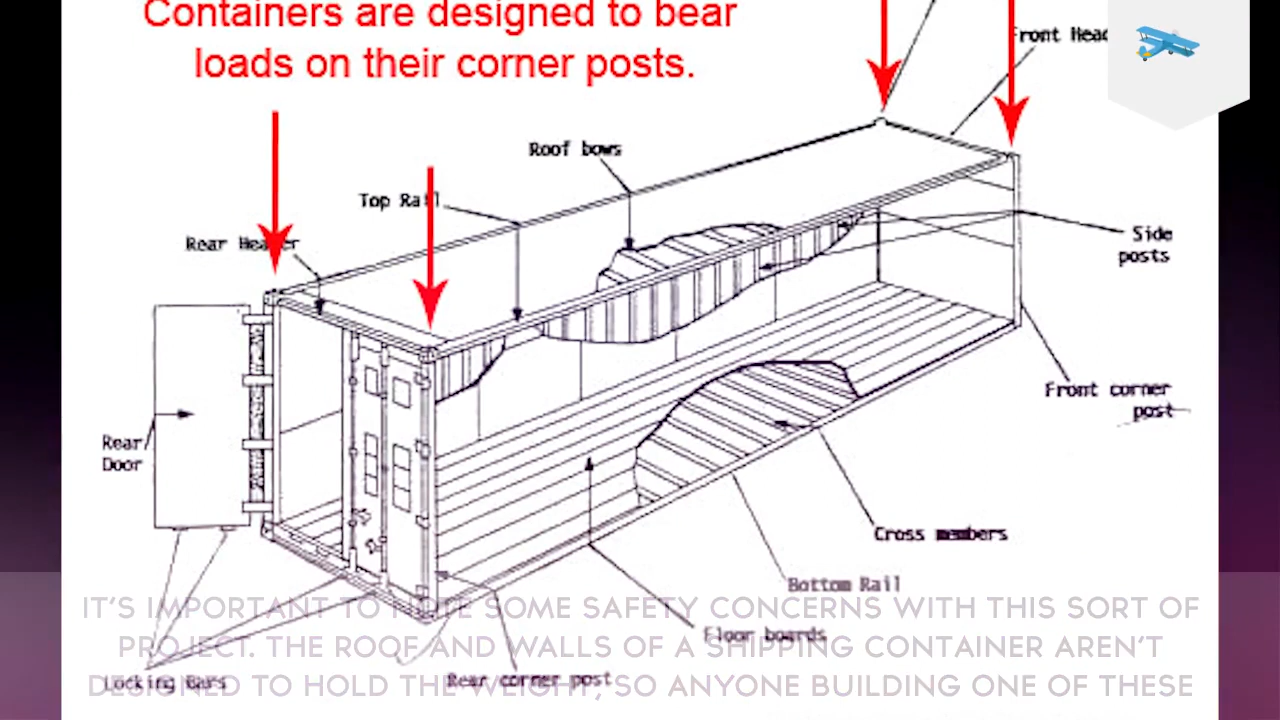 Containers are designed to bear
loads on their corner posts.
Front Head
Roof bows
Top Rail
Rear Header
Side
posts
Front corner
post
Rear
Door
Cross members
Bottom Rail
Floor boards
Locking Bars
Rear corner post
IT'S IMPORTANT TO NOTE SOME SAFETY CONCERNS WITH THIS SORT OF
PROJECT. THE ROOF AND WALLS OF A SHIPPING CONTAINER AREN'T
DESIGNED TO HOLD THE WEIGHT, SO ANYONE BUILDING ONE OF THESE